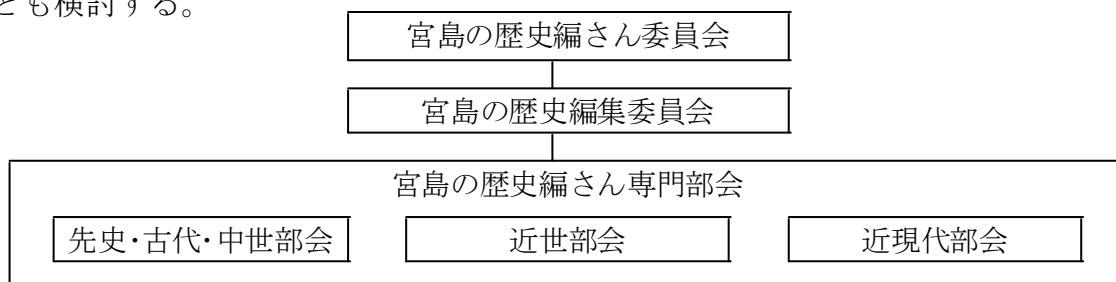 とも検討する。
宮島の歴史編さん委員会
宮島の歴史編集委員会
宮島の歴史編さん専門部会
先史・古代・中世部会 近世部会 近現代部会